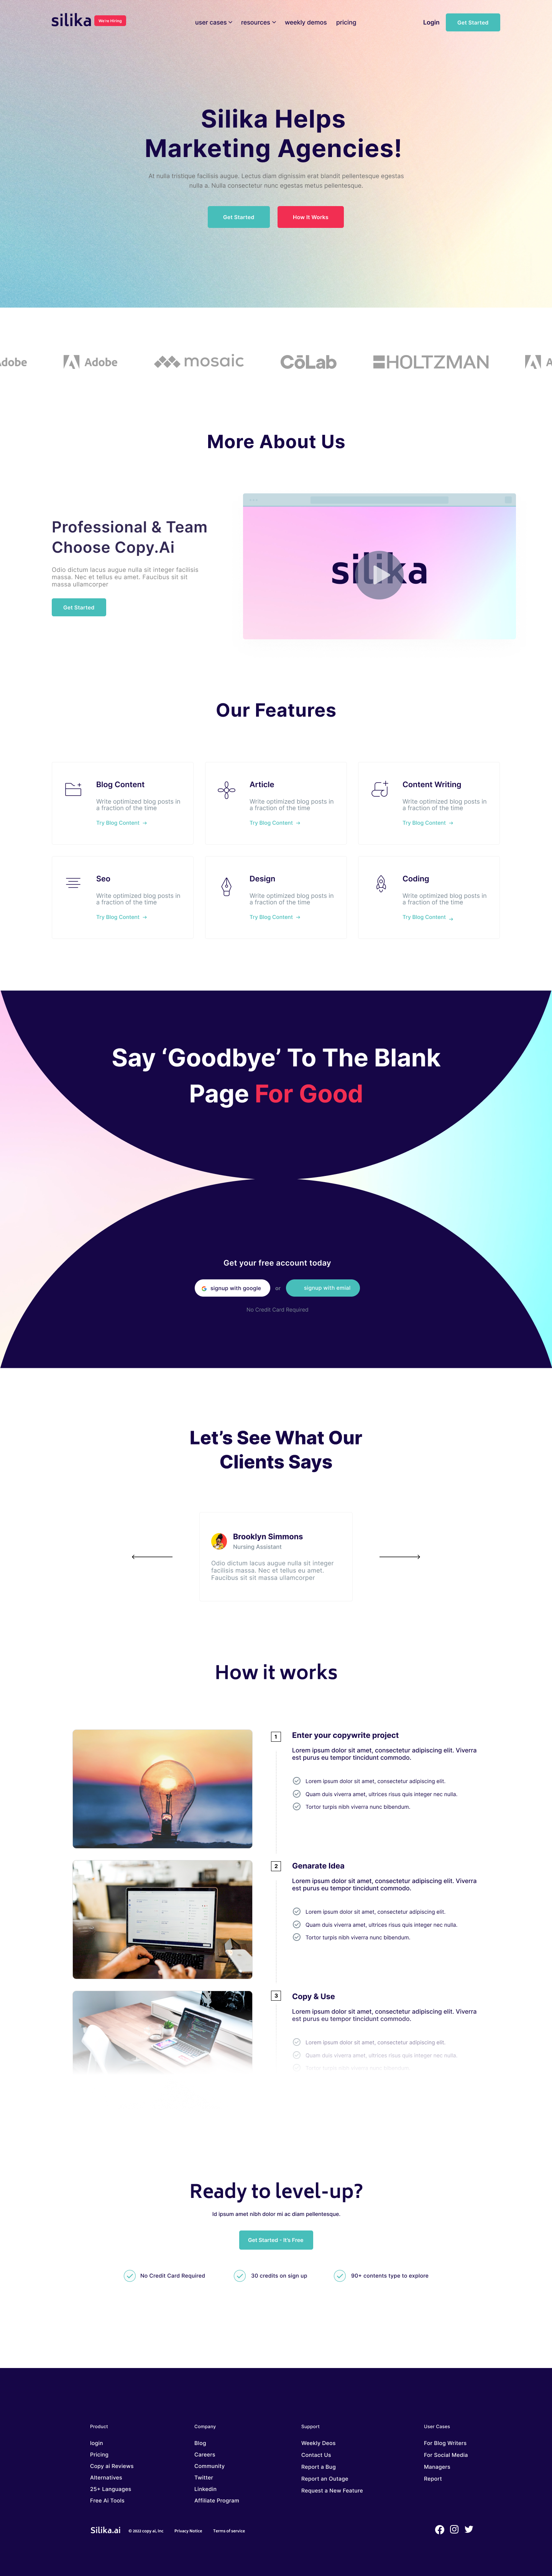 silika
We're Hiring
user cases
resources
weekly demos
pricing
Login
Get Started
Silika Helps
Marketing Agencies!
At nulla tristique facilisis augue. Lectus diam dignissim erat blandit pellentesque egestas
nulla a. Nulla consectetur nunc egestas metus pelientesque.
Get Started
How It Works
dobe
Adobe
mosaic
CōLab
HOLTZMAN
A
More About Us
Professional & Team
Choose Copy.Ai
Odio dictum lacus augue nulla sit integer facilisis
massa. Nec et tellus eu amet. Faucibus sit sit
massa ullamcorper
Get Started
silika
Our Features
Blog Content
Write optimized blog posts in
a fraction of the time
Try Blog Content
Article
Write optimized blog posts in
a fraction of the time
Try Blog Content
Content Writing
Write optimized blog posts in
a fraction of the time
Try Blog Content
Seo
Write optimized blog posts in
a fraction of the time
Try Blog Content
Design
Write optimized blog posts in
a fraction of the time
Try Blog Content
Coding
Write optimized blog posts in
a fraction of the time
Try Blog Content
Say ‘Goodbye’ To The Blank
Page For Good
Get your free account today
signup with google
or
signup with emial
No Credit Card Required
Let’s See What Our
Clients Says
Brooklyn Simmons
Nursing Assistant
Odio dictum lacus augue nulla sit integer
facilisis massa. Nec et tellus eu amet.
Faucibus sit sit massa ullamcorper
How it works
1
Enter your copywrite project
Lorem ipsum dolor sit amet, consectetur adipiscing elit. Viverra
est purus eu tempor tincidunt commodo.
Lorem ipsum dolor sit amet, consectetur adipiscing elit.
Quam duis viverra amet, ultrices risus quis integer nec nulla.
Tortor turpis nibh viverra nunc bibendum.
2
Genarate Idea
Lorem ipsum dolor sit amet, consectetur adipiscing elit. Viverra
est purus eu tempor tincidunt commodo.
Lorem ipsum dolor sit amet, consectetur adipiscing elit.
Quam duis viverra amet, ultrices risus quis integer nec nulla.
Tortor turpis nibh viverra nunc bibendum.
3
Copy & Use
Lorem ipsum dolor sit amet, consectetur adipiscing elit. Viverra
est purus eu tempor tincidunt commodo.
Lorem ipsum dolor sit amet, consectetur adipiscing elit.
Quam duis viverra amet, ultrices risus quis integer nec nulla.
Ready to level-up?
Id ipsum amet nibh dolor mi ac diam pellentesque.
Get Started - It's Free
No Credit Card Required
30 credits on sign up
90+ contents type to explore
Product
login
Pricing
Copy ai Reviews
Alternatives
25+ Languages
Free Ai Tools
Company
Blog
Careers
Community
Twitter
Linkedin
Affiliate Program
Support
Weekly Deos
Contact Us
Report a Bug
Report an Outage
Request a New Feature
User Cases
For Blog Writers
For Social Media
Managers
Report
Silika.ai
© 2022 copy ai, Inc
Privacy Notice
Terms of service